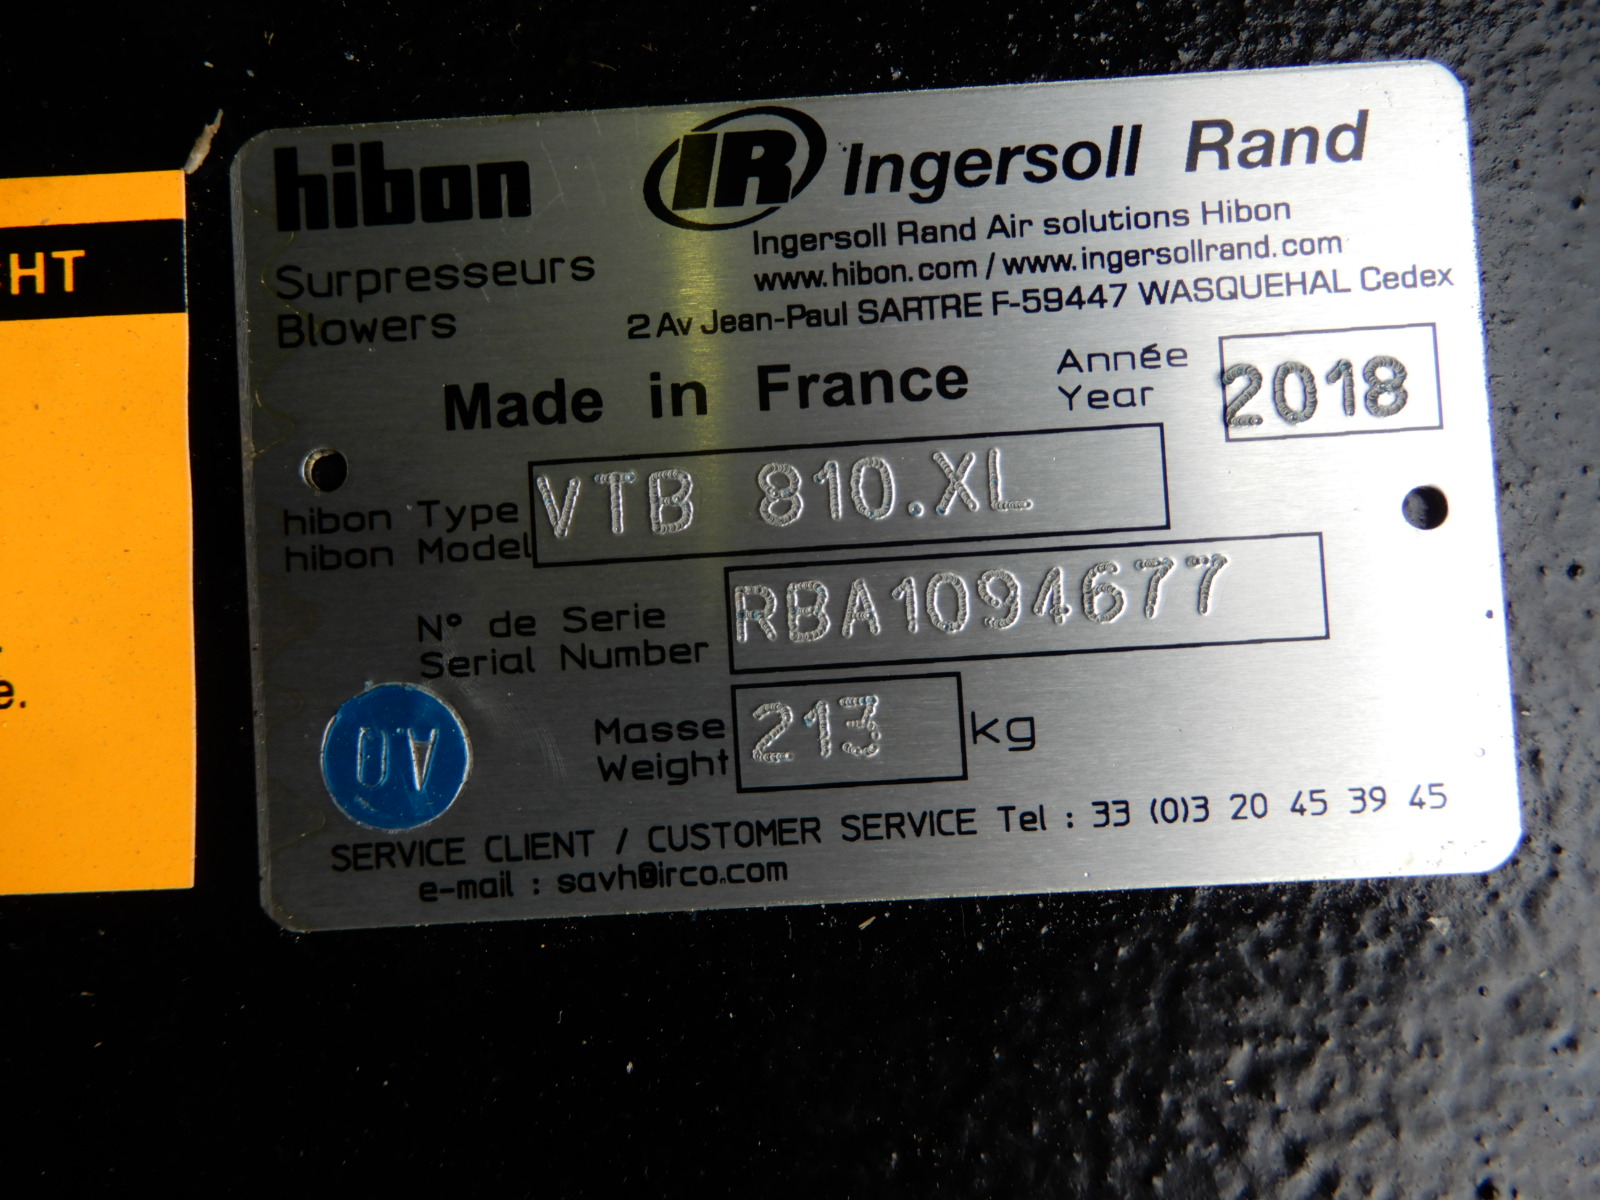 HT
e.
hibon
IR Ingersoll Rand
Ingersoll Rand Air solutions Hibon
www.hibon.com / www.ingersollrand.com
2 Av Jean-Paul SARTRE F-59447 WASQUEHAL Cedex
Surpresseurs
Blowers
Made in France
Année
Year
2018
hibon Type
hibon Model
VTB 810.XL
N° de Serie
Serial Number
RBA1094677
Masse
Weight
213
kg
A.Q
SERVICE CLIENT / CUSTOMER SERVICE Tel : 33 (0)3 20 45 39 45
e-mail : savh@irco.com